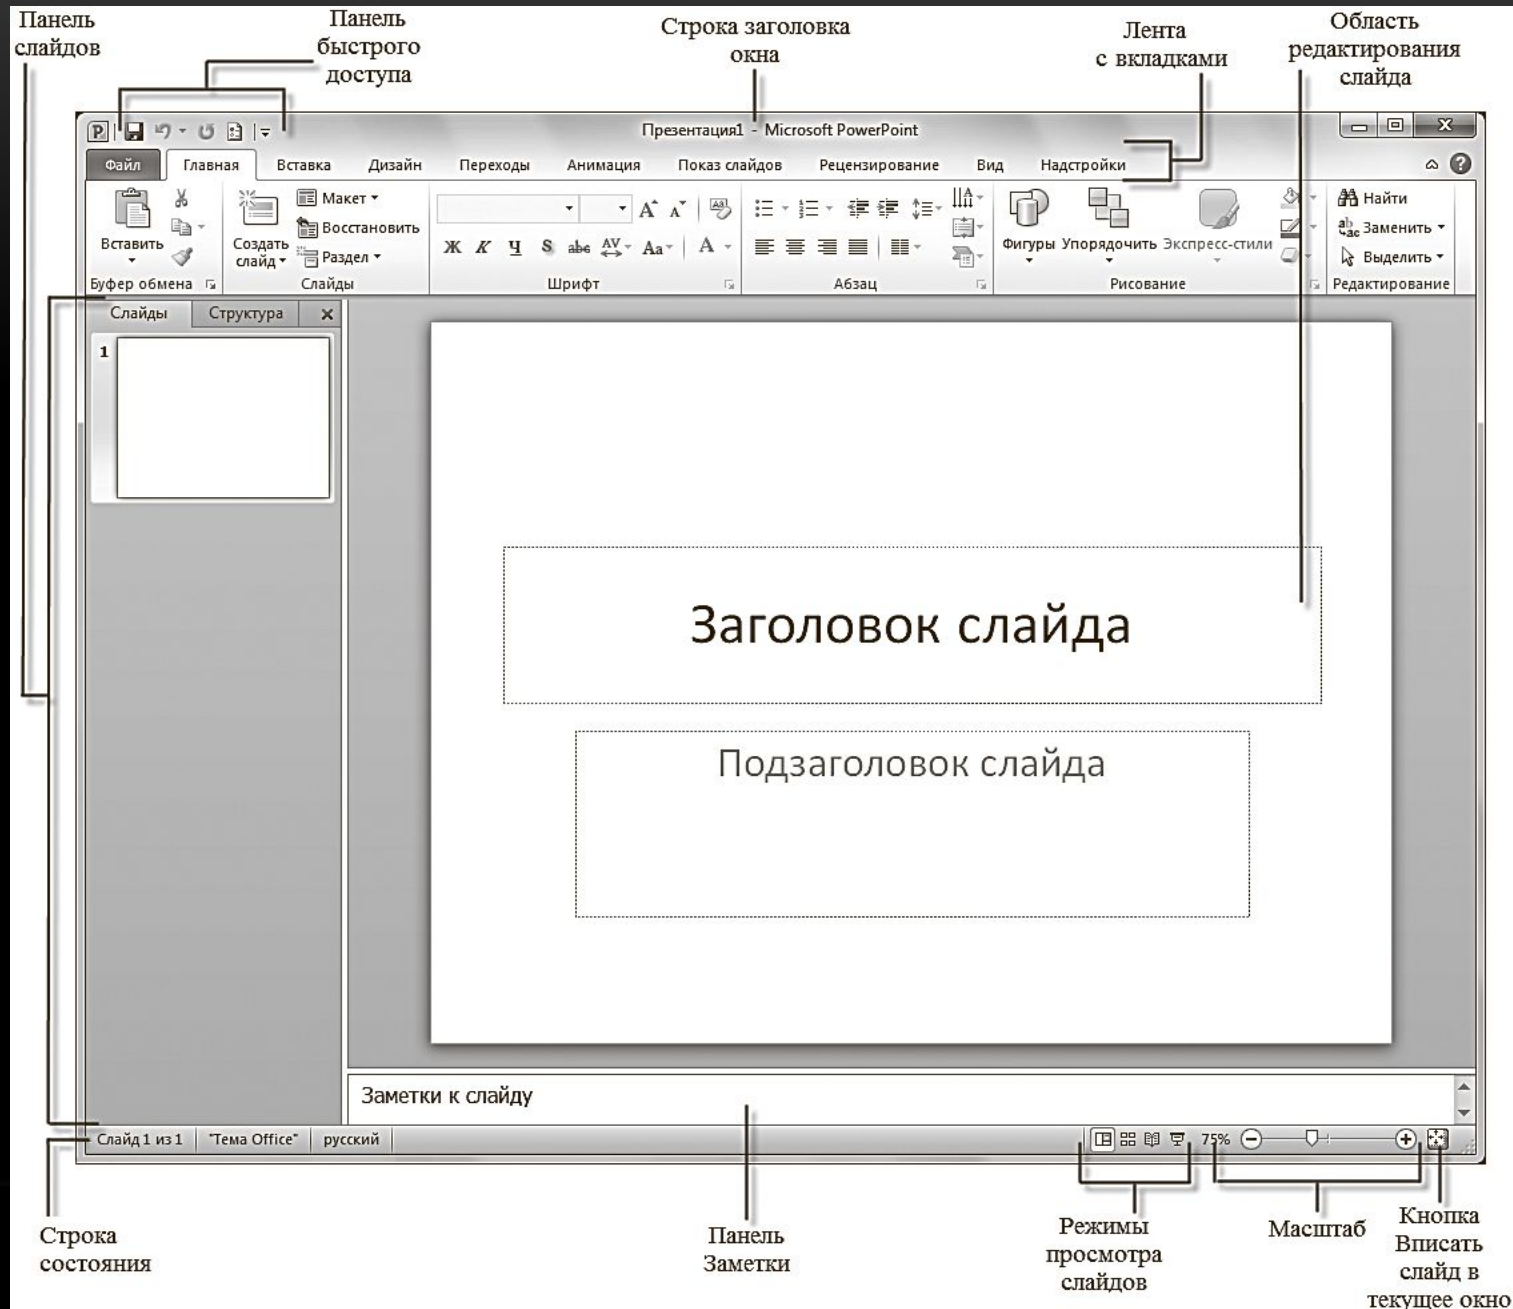 Панель
слайдов
Панель
быстрого
доступа
Строка заголовка
окна
Лента
с вкладками
Область
редактирования
слайда
Презентация1 - Microsoft PowerPoint
Файл Главная Вставка Дизайн Переходы Анимация Показ слайдов Рецензирование Вид Надстройки
Вставить
Создать
слайд
Макет
Восстановить
Раздел
Ж К Ч S abc AV Aa A
Фигуры Упорядочить Экспресс-стили
Найти
Заменить
Выделить
Буфер обмена Слайды Шрифт Абзац Рисование Редактирование
Слайды Структура
1
Заголовок слайда
Подзаголовок слайда
Заметки к слайду
Слайд 1 из 1 "Тема Office" русский 75%
Строка
состояния
Панель
Заметки
Режимы
просмотра
слайдов
Масштаб
Кнопка
Вписать
слайд в
текущее окно